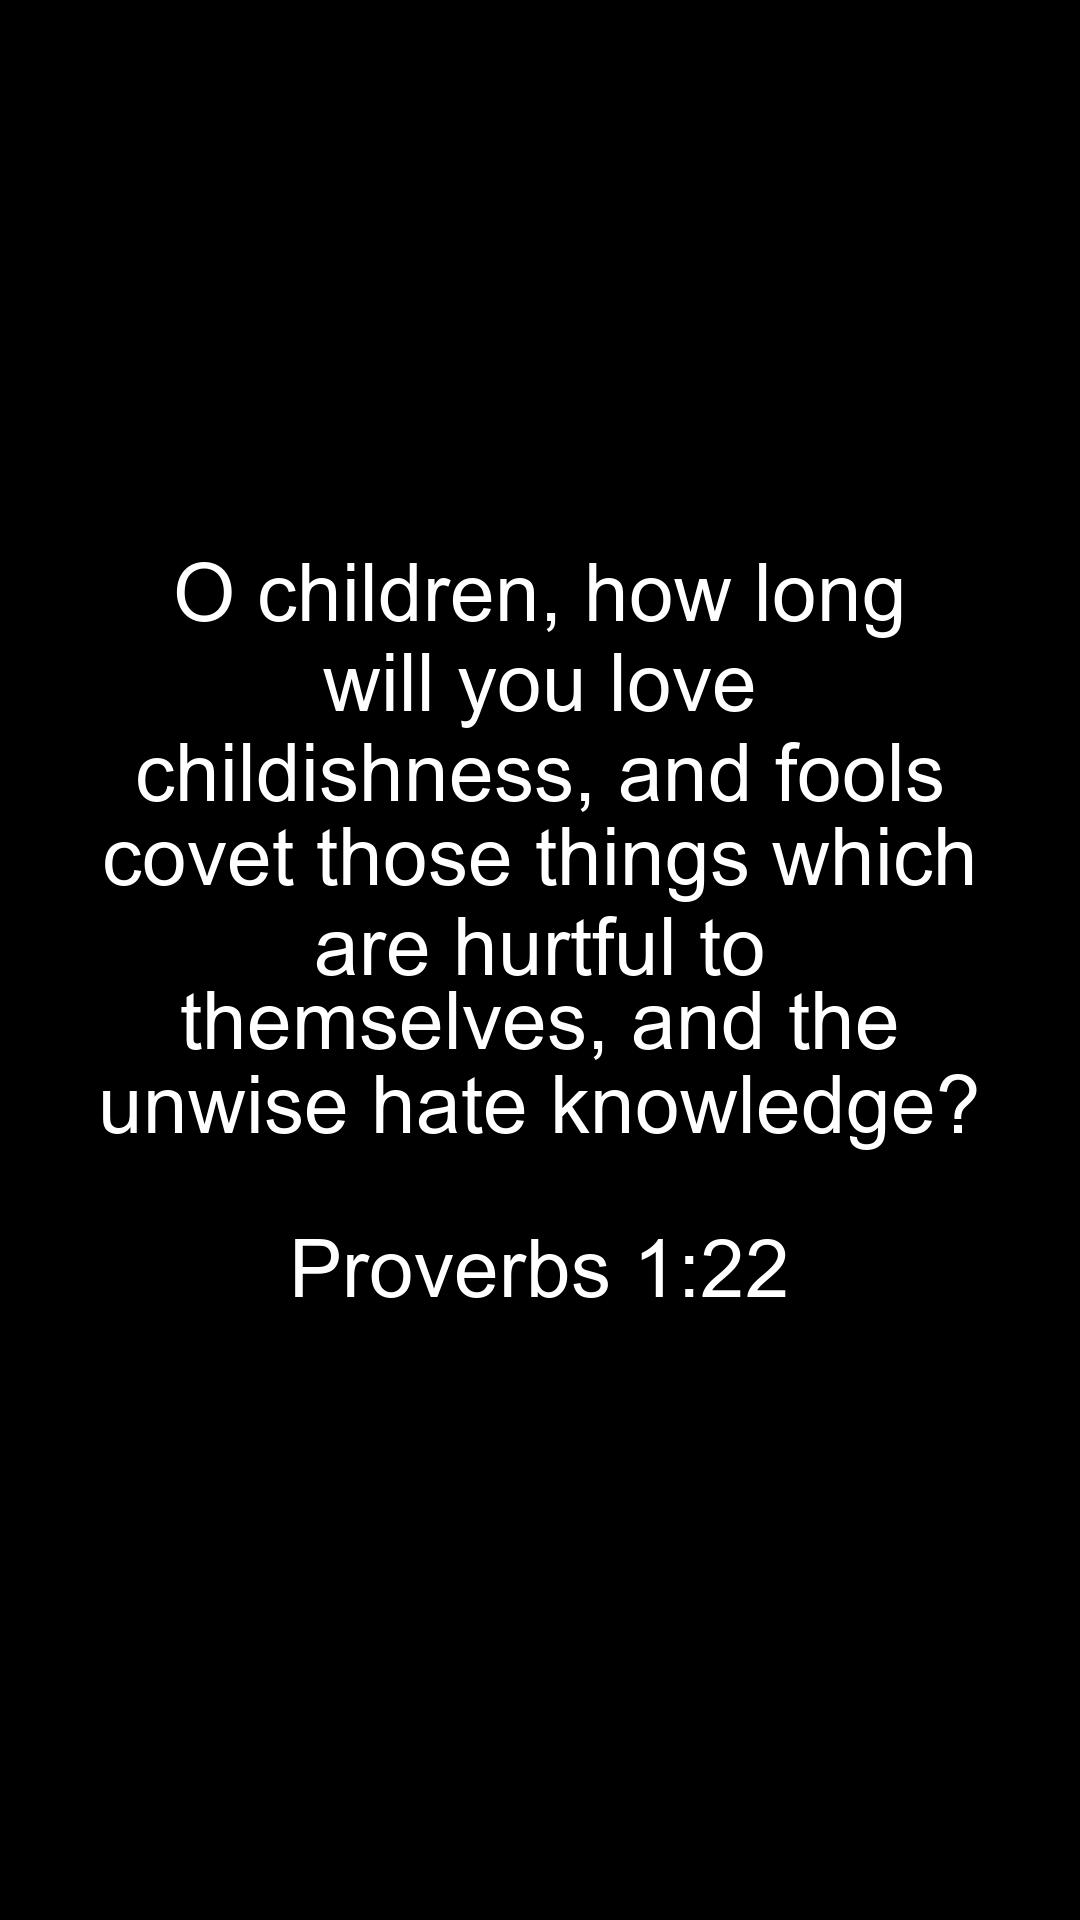 O children, how long
will you love
childishness, and fools
covet those things which
are hurtful to
themselves, and the
unwise hate knowledge?
Proverbs 1:22